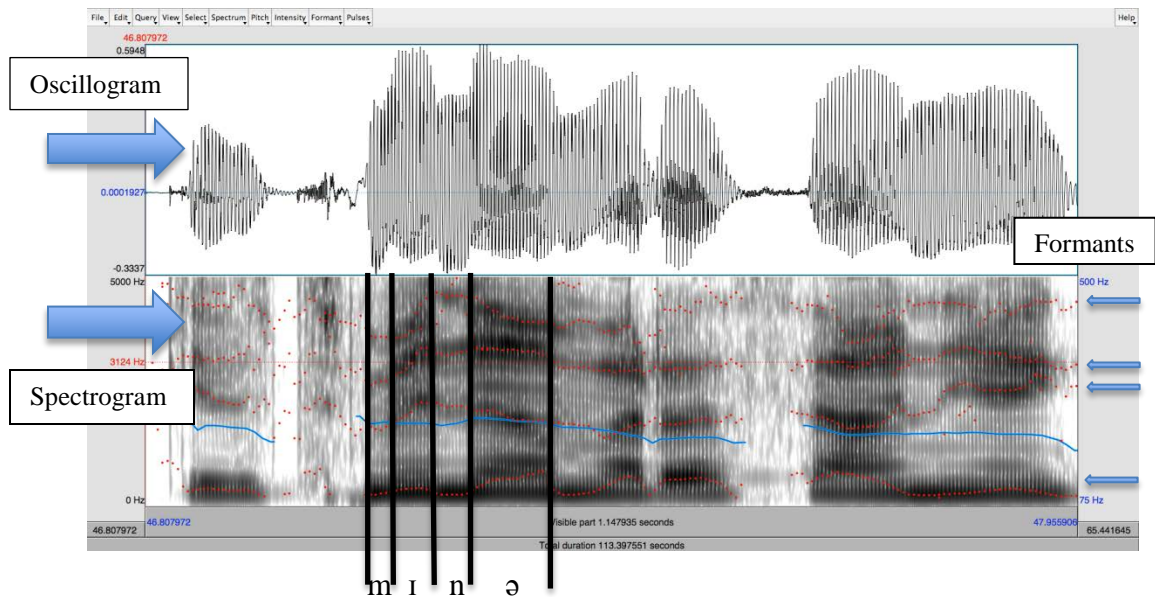 File Edit Query View Select Spectrum Pitch Intensity Formant Pulses Help
46.807972
0.5948
Oscillogram
0.0001927
Formants
-0.3337
5000 Hz
500 Hz
3124 Hz
Spectrogram
0 Hz
75 Hz
46.807972
46.807972
Visible part 1.147935 seconds
47.955906
65.441645
Total duration 113.397551 seconds
m ɪ n ə